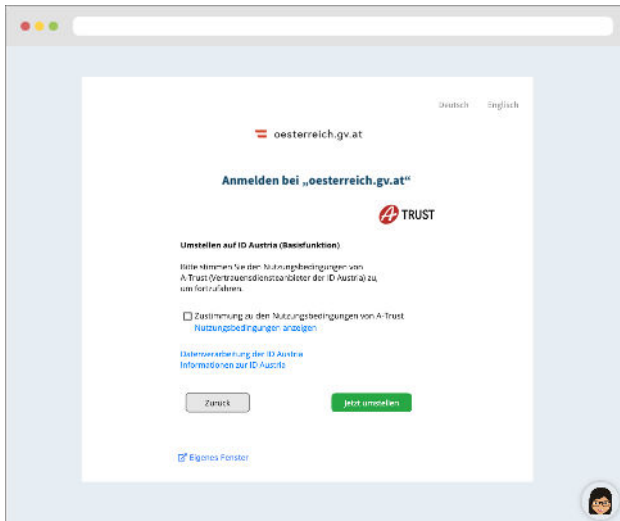 Deutsch Englisch
oesterreich.gv.at
Anmelden bei „oesterreich.gv.at“
A TRUST
Umstellen auf ID Austria (Basisfunktion)
Bitte stimmen Sie den Nutzungsbedingungen von
A-Trust (Vertrauensdiensteanbieter der ID Austria) zu,
um fortzufahren.
Zustimmung zu den Nutzungsbedingungen von A-Trust
Nutzungsbedingungen anzeigen
Datenverarbeitung der ID Austria
Informationen zur ID Austria
Zurück Jetzt umstellen
Eigenes Fenster